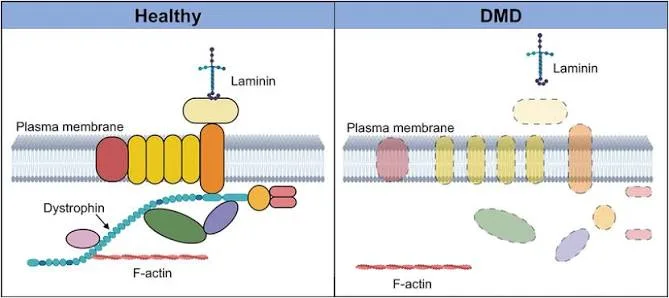 Healthy
Laminin
Plasma membrane
Dystrophin
F-actin
DMD
Laminin
Plasma membrane
F-actin